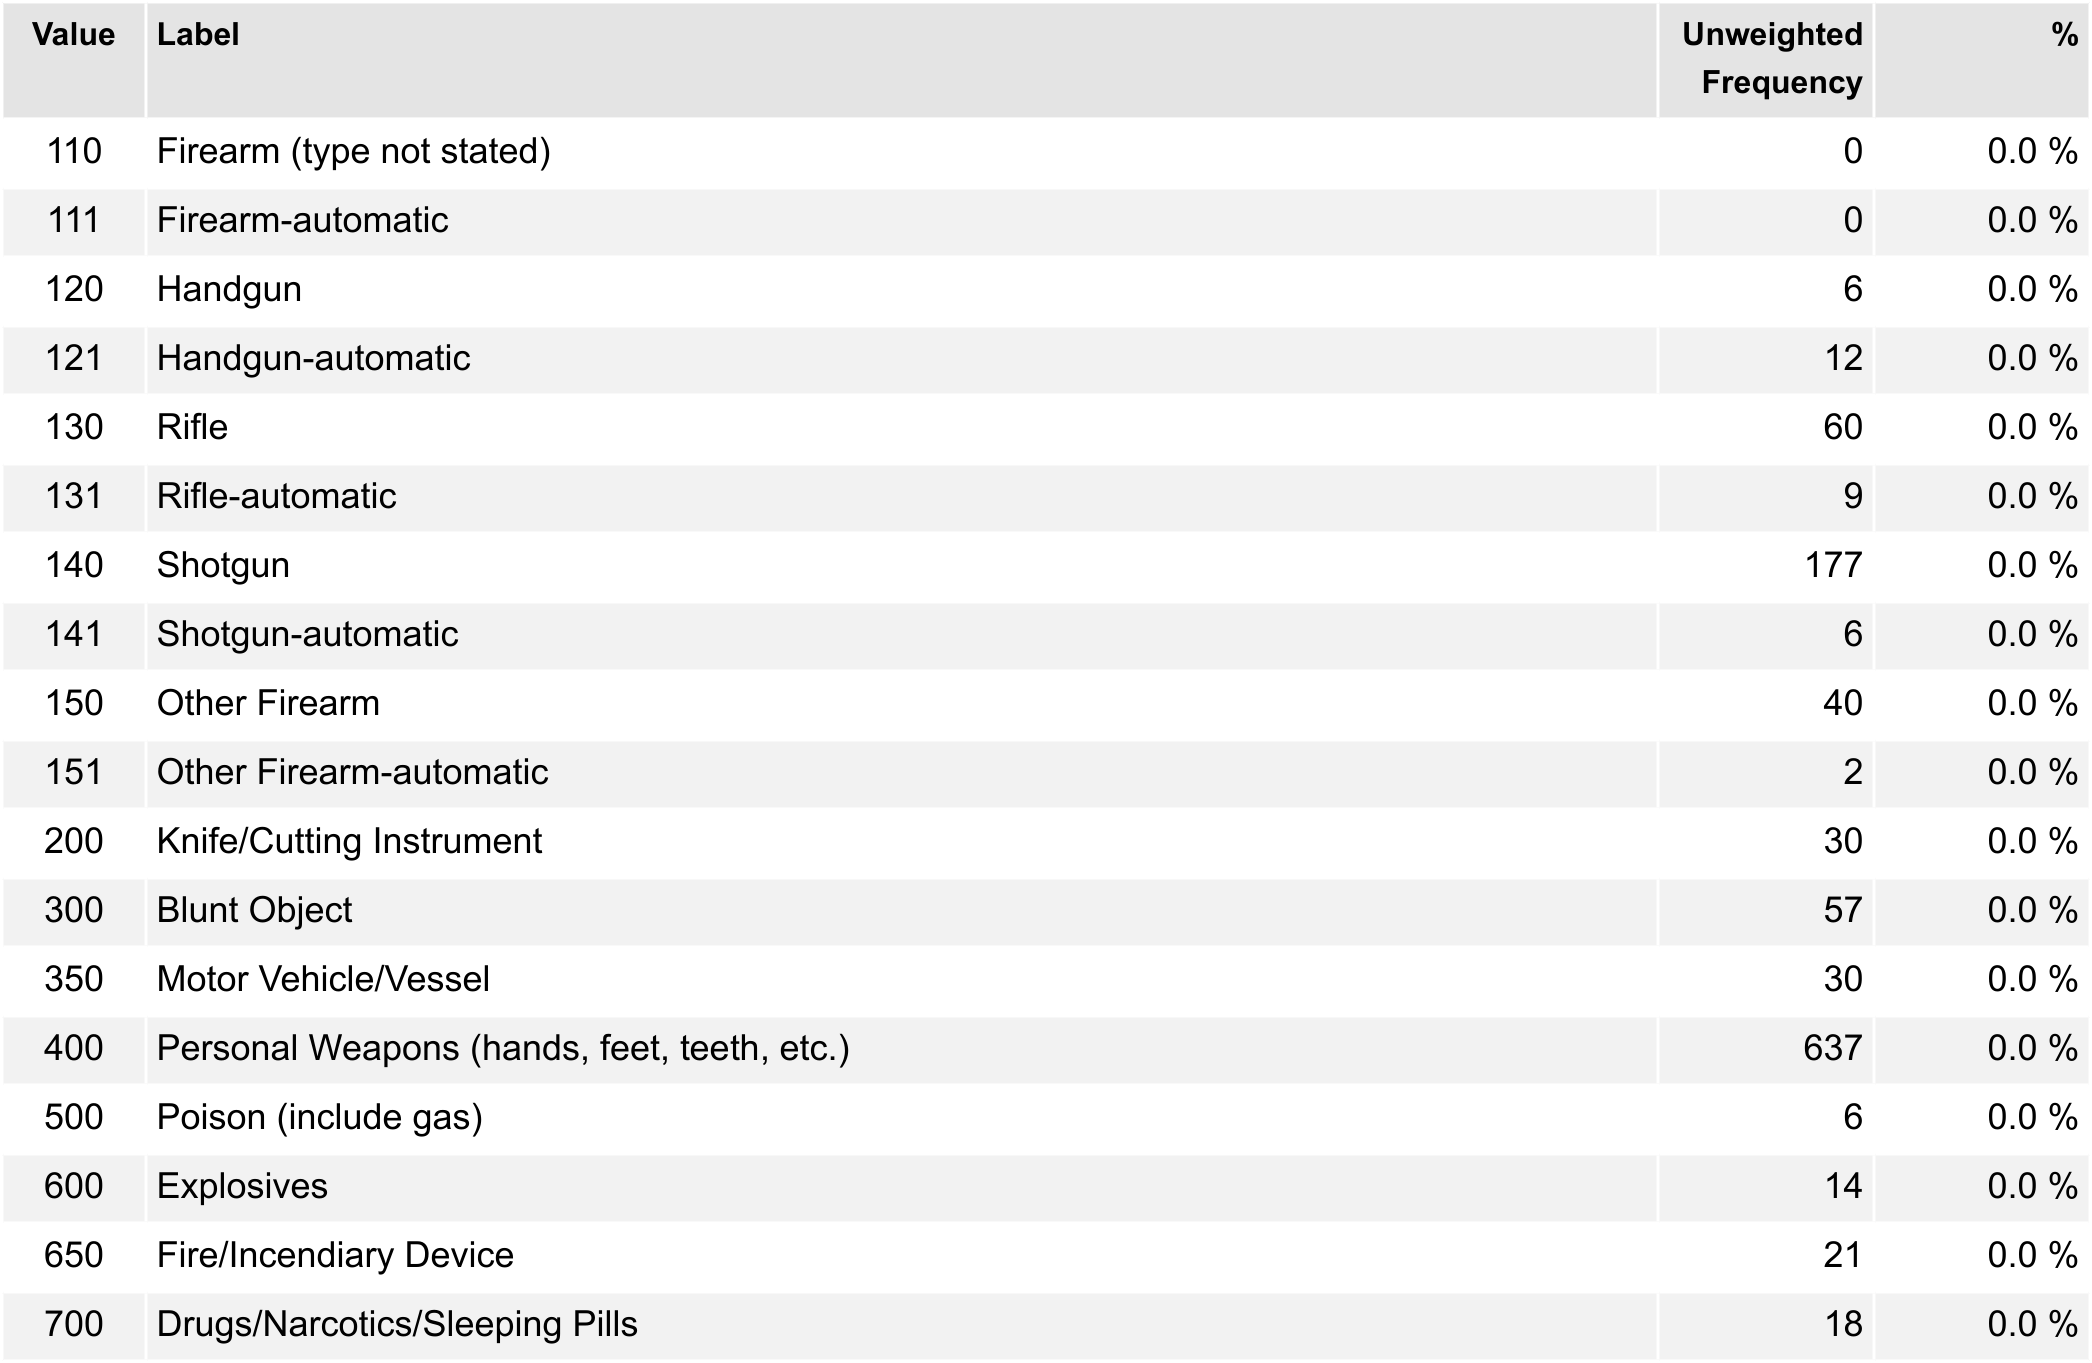 Value Label Unweighted Frequency %
110 Firearm (type not stated) 0 0.0 %
111 Firearm-automatic 0 0.0 %
120 Handgun 6 0.0 %
121 Handgun-automatic 12 0.0 %
130 Rifle 60 0.0 %
131 Rifle-automatic 9 0.0 %
140 Shotgun 177 0.0 %
141 Shotgun-automatic 6 0.0 %
150 Other Firearm 40 0.0 %
151 Other Firearm-automatic 2 0.0 %
200 Knife/Cutting Instrument 30 0.0 %
300 Blunt Object 57 0.0 %
350 Motor Vehicle/Vessel 30 0.0 %
400 Personal Weapons (hands, feet, teeth, etc.) 637 0.0 %
500 Poison (include gas) 6 0.0 %
600 Explosives 14 0.0 %
650 Fire/Incendiary Device 21 0.0 %
700 Drugs/Narcotics/Sleeping Pills 18 0.0 %